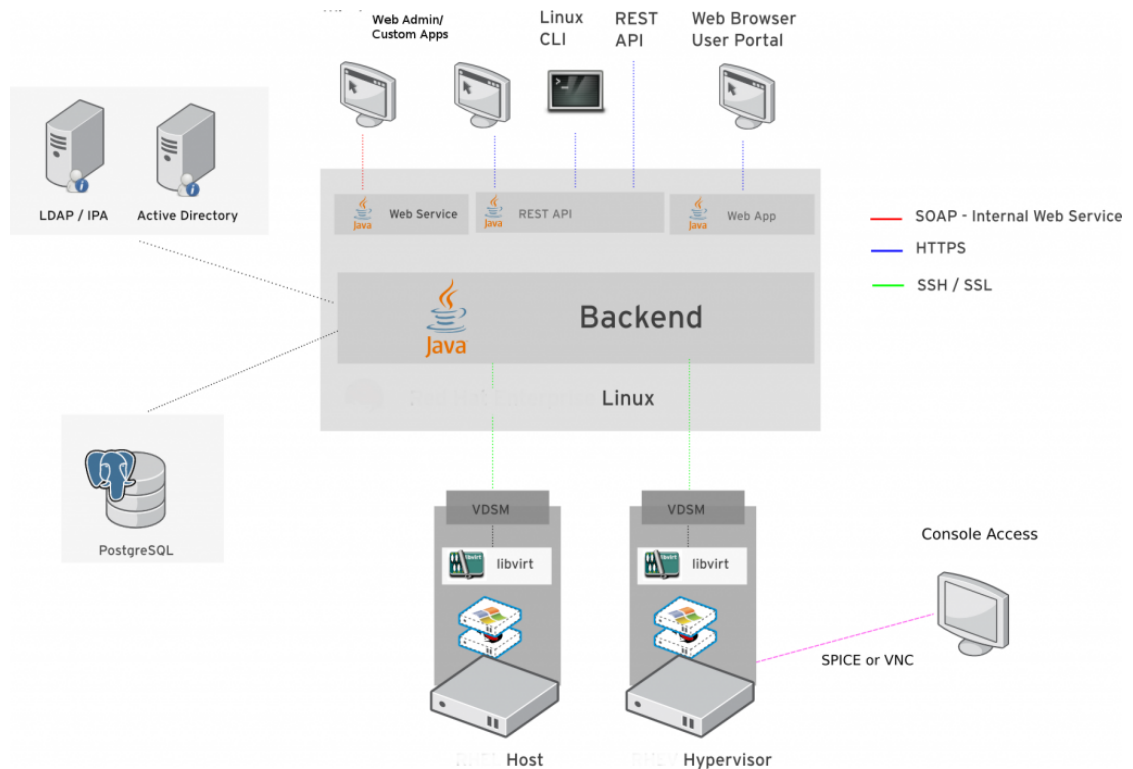 Web Admin/
Custom Apps
Linux
CLI
REST
API
Web Browser
User Portal
LDAP / IPA
Active Directory
Java
Web Service
Java
REST API
Java
Web App
SOAP - Internal Web Service
HTTPS
SSH / SSL
Java
Backend
Linux
PostgreSQL
VDSM
VDSM
libvirt
libvirt
Console Access
SPICE or VNC
Host
Hypervisor